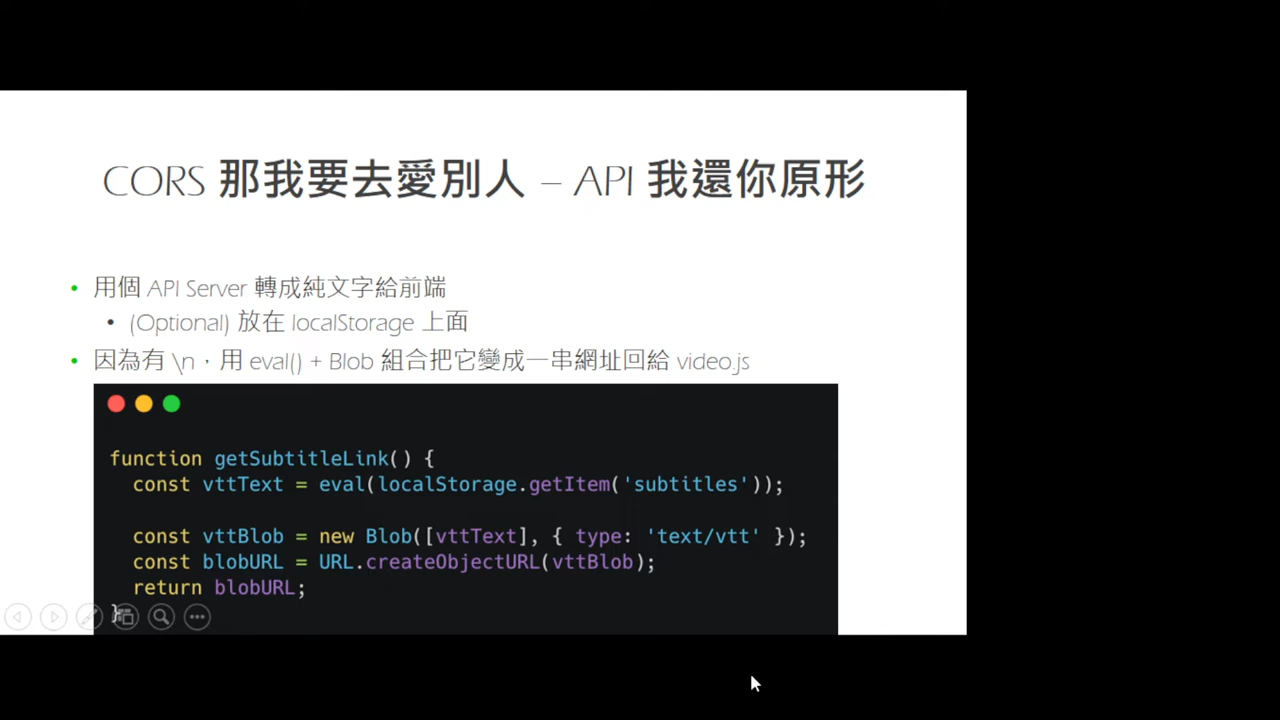 CORS 那我要去愛別人 – API 我還你原形
• 用個 API Server 轉成純文字給前端
• (Optional) 放在 localStorage 上面
• 因為有 \n，用 eval() + Blob 組合把它變成一串網址回給 video.js
function getSubtitleLink() {
const vttText = eval(localStorage.getItem('subtitles'));
const vttBlob = new Blob([vttText], { type: 'text/vtt' });
const blobURL = URL.createObjectURL(vttBlob);
return blobURL;
}